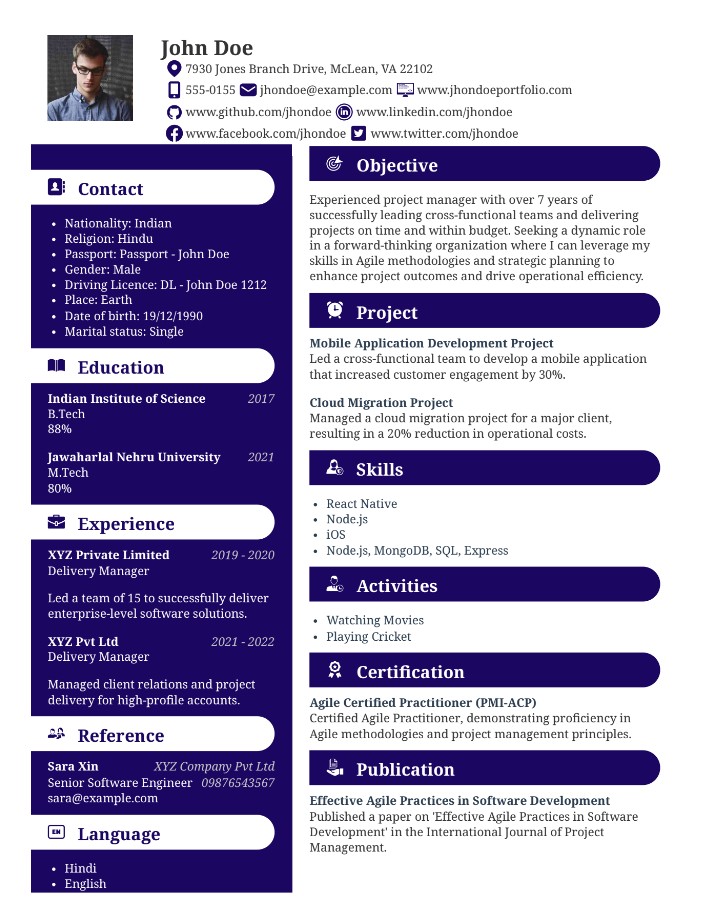 John Doe
7930 Jones Branch Drive, McLean, VA 22102
555-0155 jhondoe@example.com www.jhondoeportfolio.com
www.github.com/jhondoe www.linkedin.com/jhondoe
www.facebook.com/jhondoe www.twitter.com/jhondoe
Contact
• Nationality: Indian
• Religion: Hindu
• Passport: Passport - John Doe
• Gender: Male
• Driving Licence: DL - John Doe 1212
• Place: Earth
• Date of birth: 19/12/1990
• Marital status: Single
Education
Indian Institute of Science 2017
B.Tech
88%
Jawaharlal Nehru University 2021
M.Tech
80%
Experience
XYZ Private Limited 2019 - 2020
Delivery Manager
Led a team of 15 to successfully deliver
enterprise-level software solutions.
XYZ Pvt Ltd 2021 - 2022
Delivery Manager
Managed client relations and project
delivery for high-profile accounts.
Reference
Sara Xin XYZ Company Pvt Ltd
Senior Software Engineer 09876543567
sara@example.com
EN
Language
• Hindi
• English
Objective
Experienced project manager with over 7 years of
successfully leading cross-functional teams and delivering
projects on time and within budget. Seeking a dynamic role
in a forward-thinking organization where I can leverage my
skills in Agile methodologies and strategic planning to
enhance project outcomes and drive operational efficiency.
Project
Mobile Application Development Project
Led a cross-functional team to develop a mobile application
that increased customer engagement by 30%.
Cloud Migration Project
Managed a cloud migration project for a major client,
resulting in a 20% reduction in operational costs.
Skills
• React Native
• Node.js
• iOS
• Node.js, MongoDB, SQL, Express
Activities
• Watching Movies
• Playing Cricket
Certification
Agile Certified Practitioner (PMI-ACP)
Certified Agile Practitioner, demonstrating proficiency in
Agile methodologies and project management principles.
Publication
Effective Agile Practices in Software Development
Published a paper on 'Effective Agile Practices in Software
Development' in the International Journal of Project
Management.